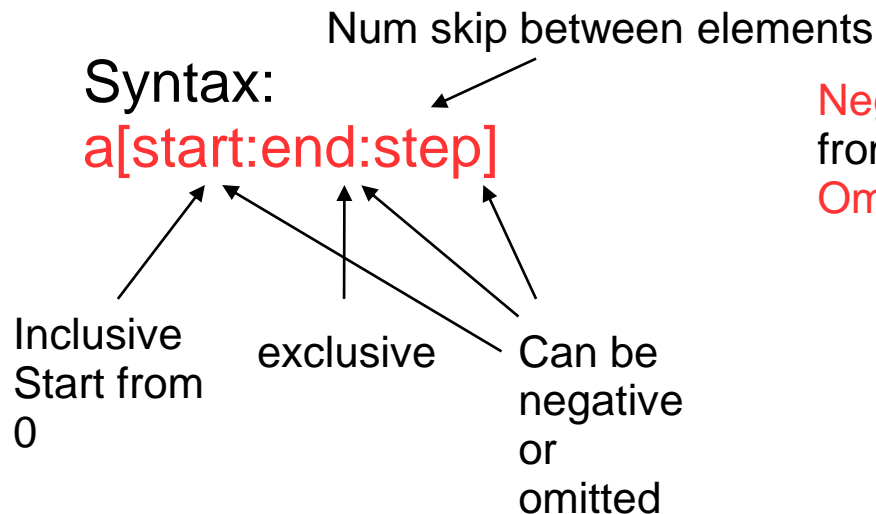 Num skip between elements
Syntax:
a[start:end:step]
Inclusive
Start from
0
exclusive
Can be
negative
or
omitted